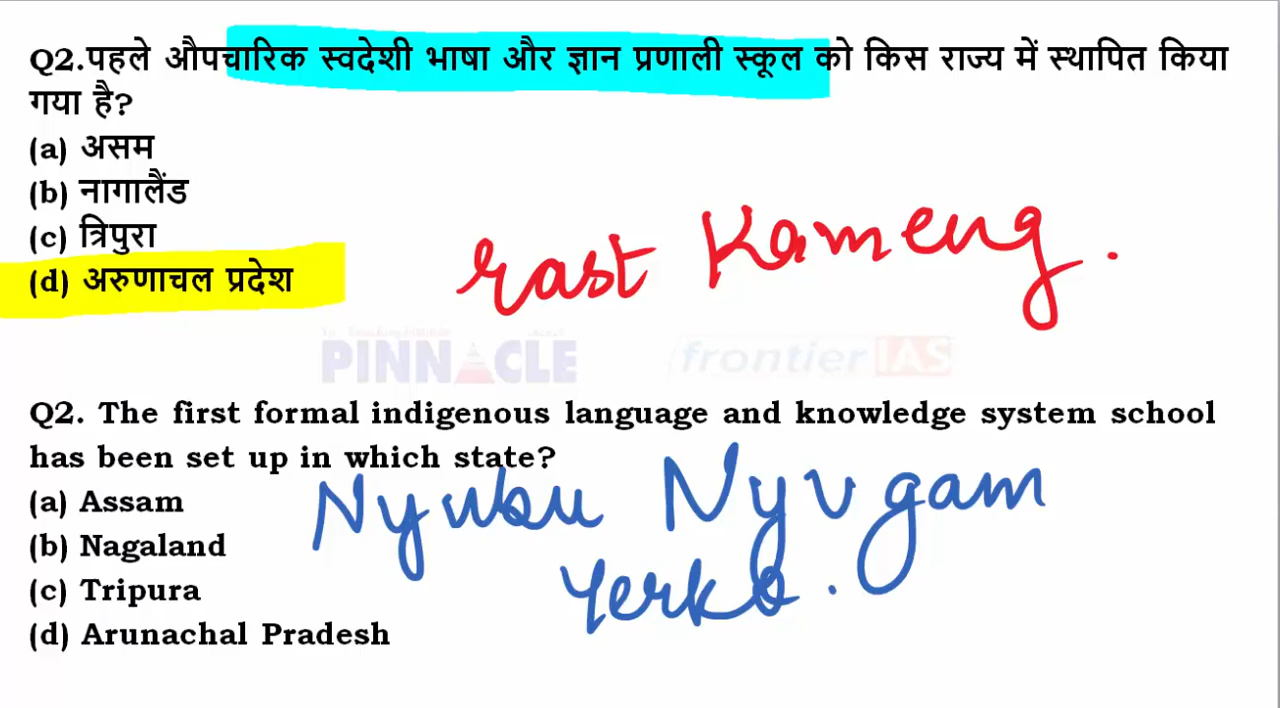 Q2.पहले औपचारिक स्वदेशी भाषा और ज्ञान प्रणाली स्कूल को किस राज्य में स्थापित किया
गया है?
(a) असम
(b) नागालैंड
(c) त्रिपुरा
(d) अरुणाचल प्रदेश
East Kameng.
PINNACLE frontier IAS
Q2. The first formal indigenous language and knowledge system school
has been set up in which state?
(a) Assam
Nyubu Nyvgam
(b) Nagaland
Yerko.
(c) Tripura
(d) Arunachal Pradesh